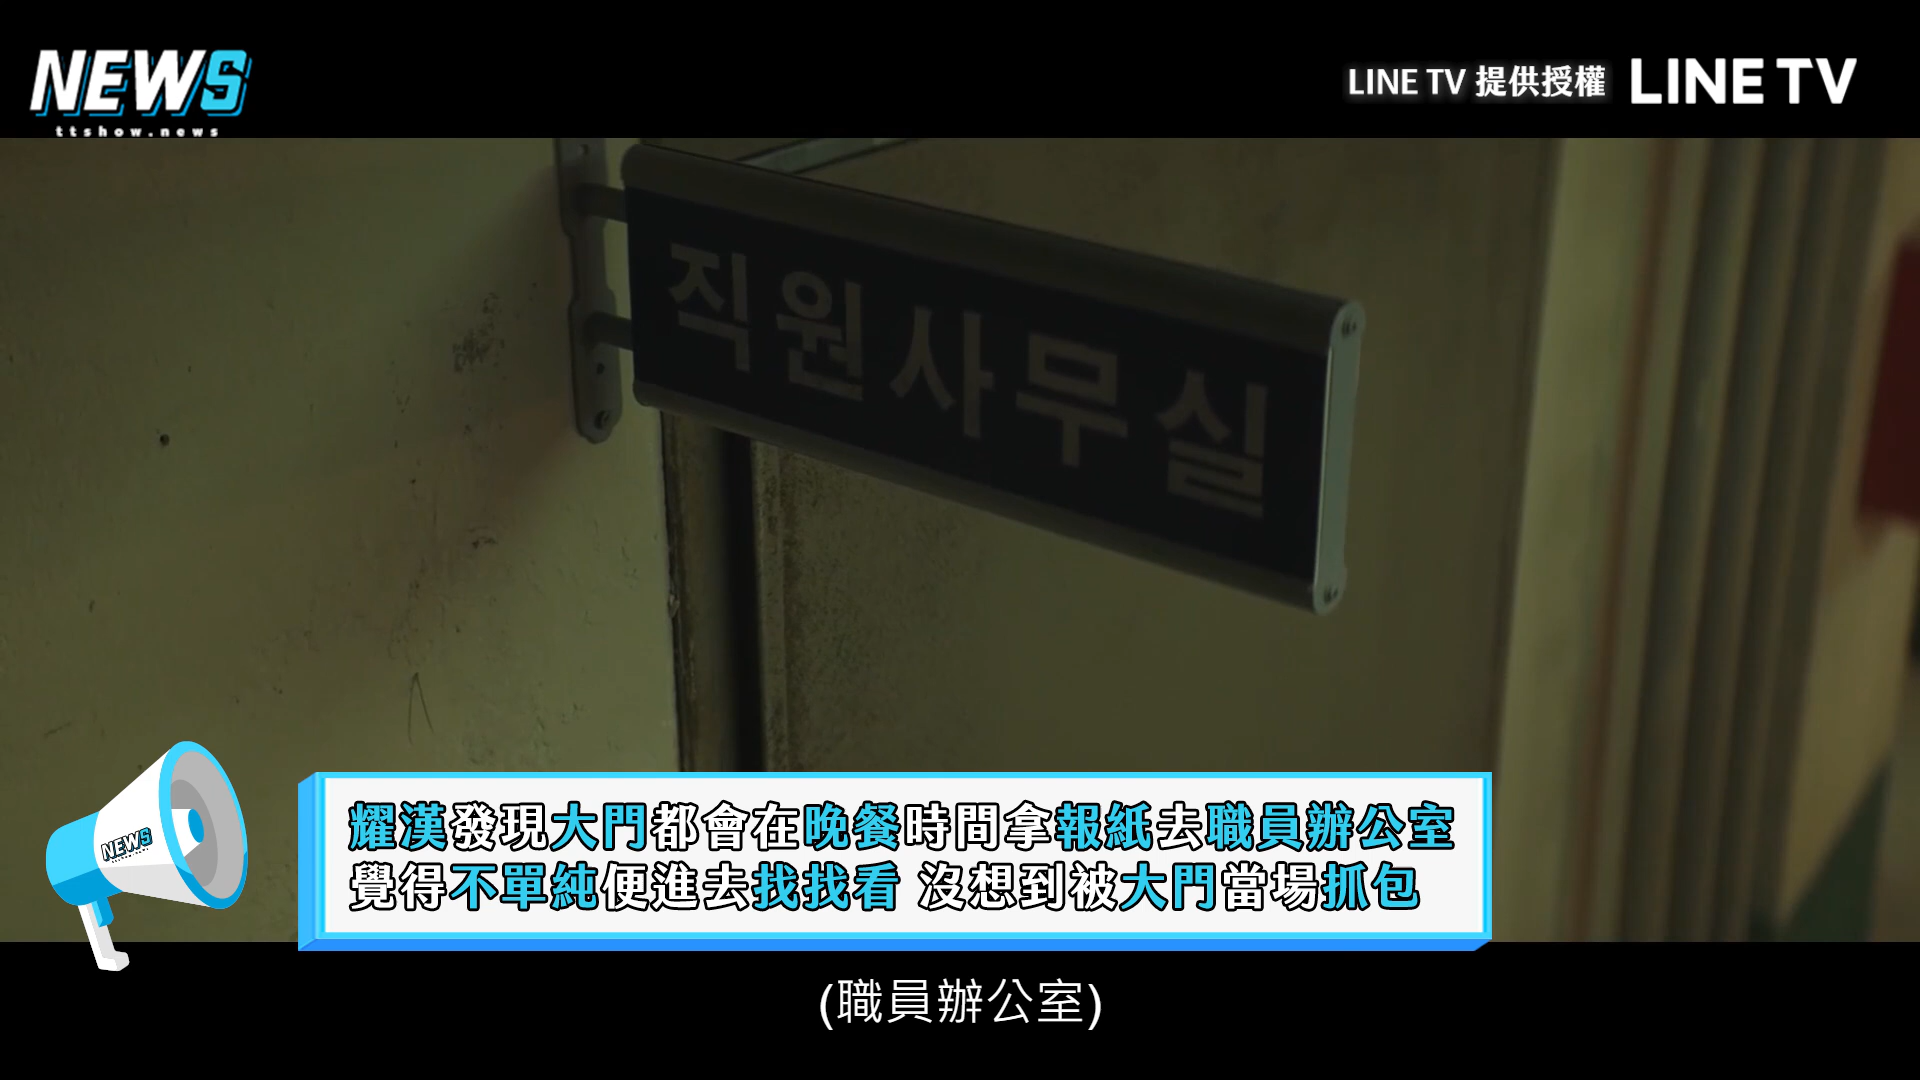 NEWS
ttshow.news
LINE TV 提供授權 LINE TV
직원사무실
NEWS
耀漢發現大門都會在晚餐時間拿報紙去職員辦公室
覺得不單純便進去找找看 沒想到被大門當場抓包
(職員辦公室)